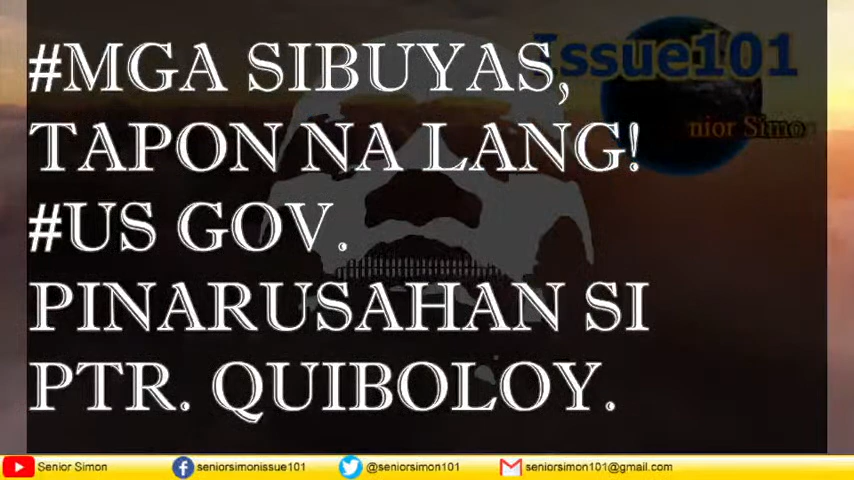 #MGA SIBUYAS,
TAPON NA LANG!
#US GOV.
PINARUSAHAN SI
PTR. QUIBOLOY.
Issue101
nior Simon
Senior Simon
seniorsimonissue101
@seniorsimon101
seniorsimon101@gmail.com